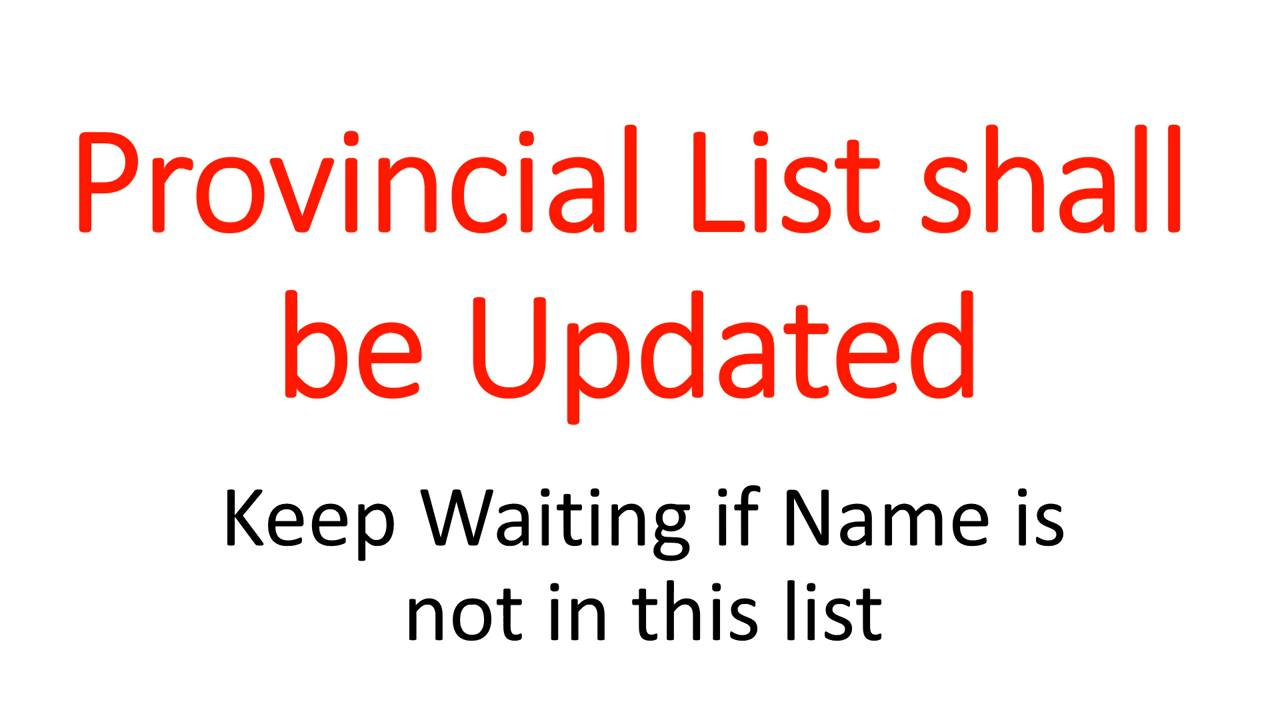 Provincial List shall
be Updated
Keep Waiting if Name is
not in this list